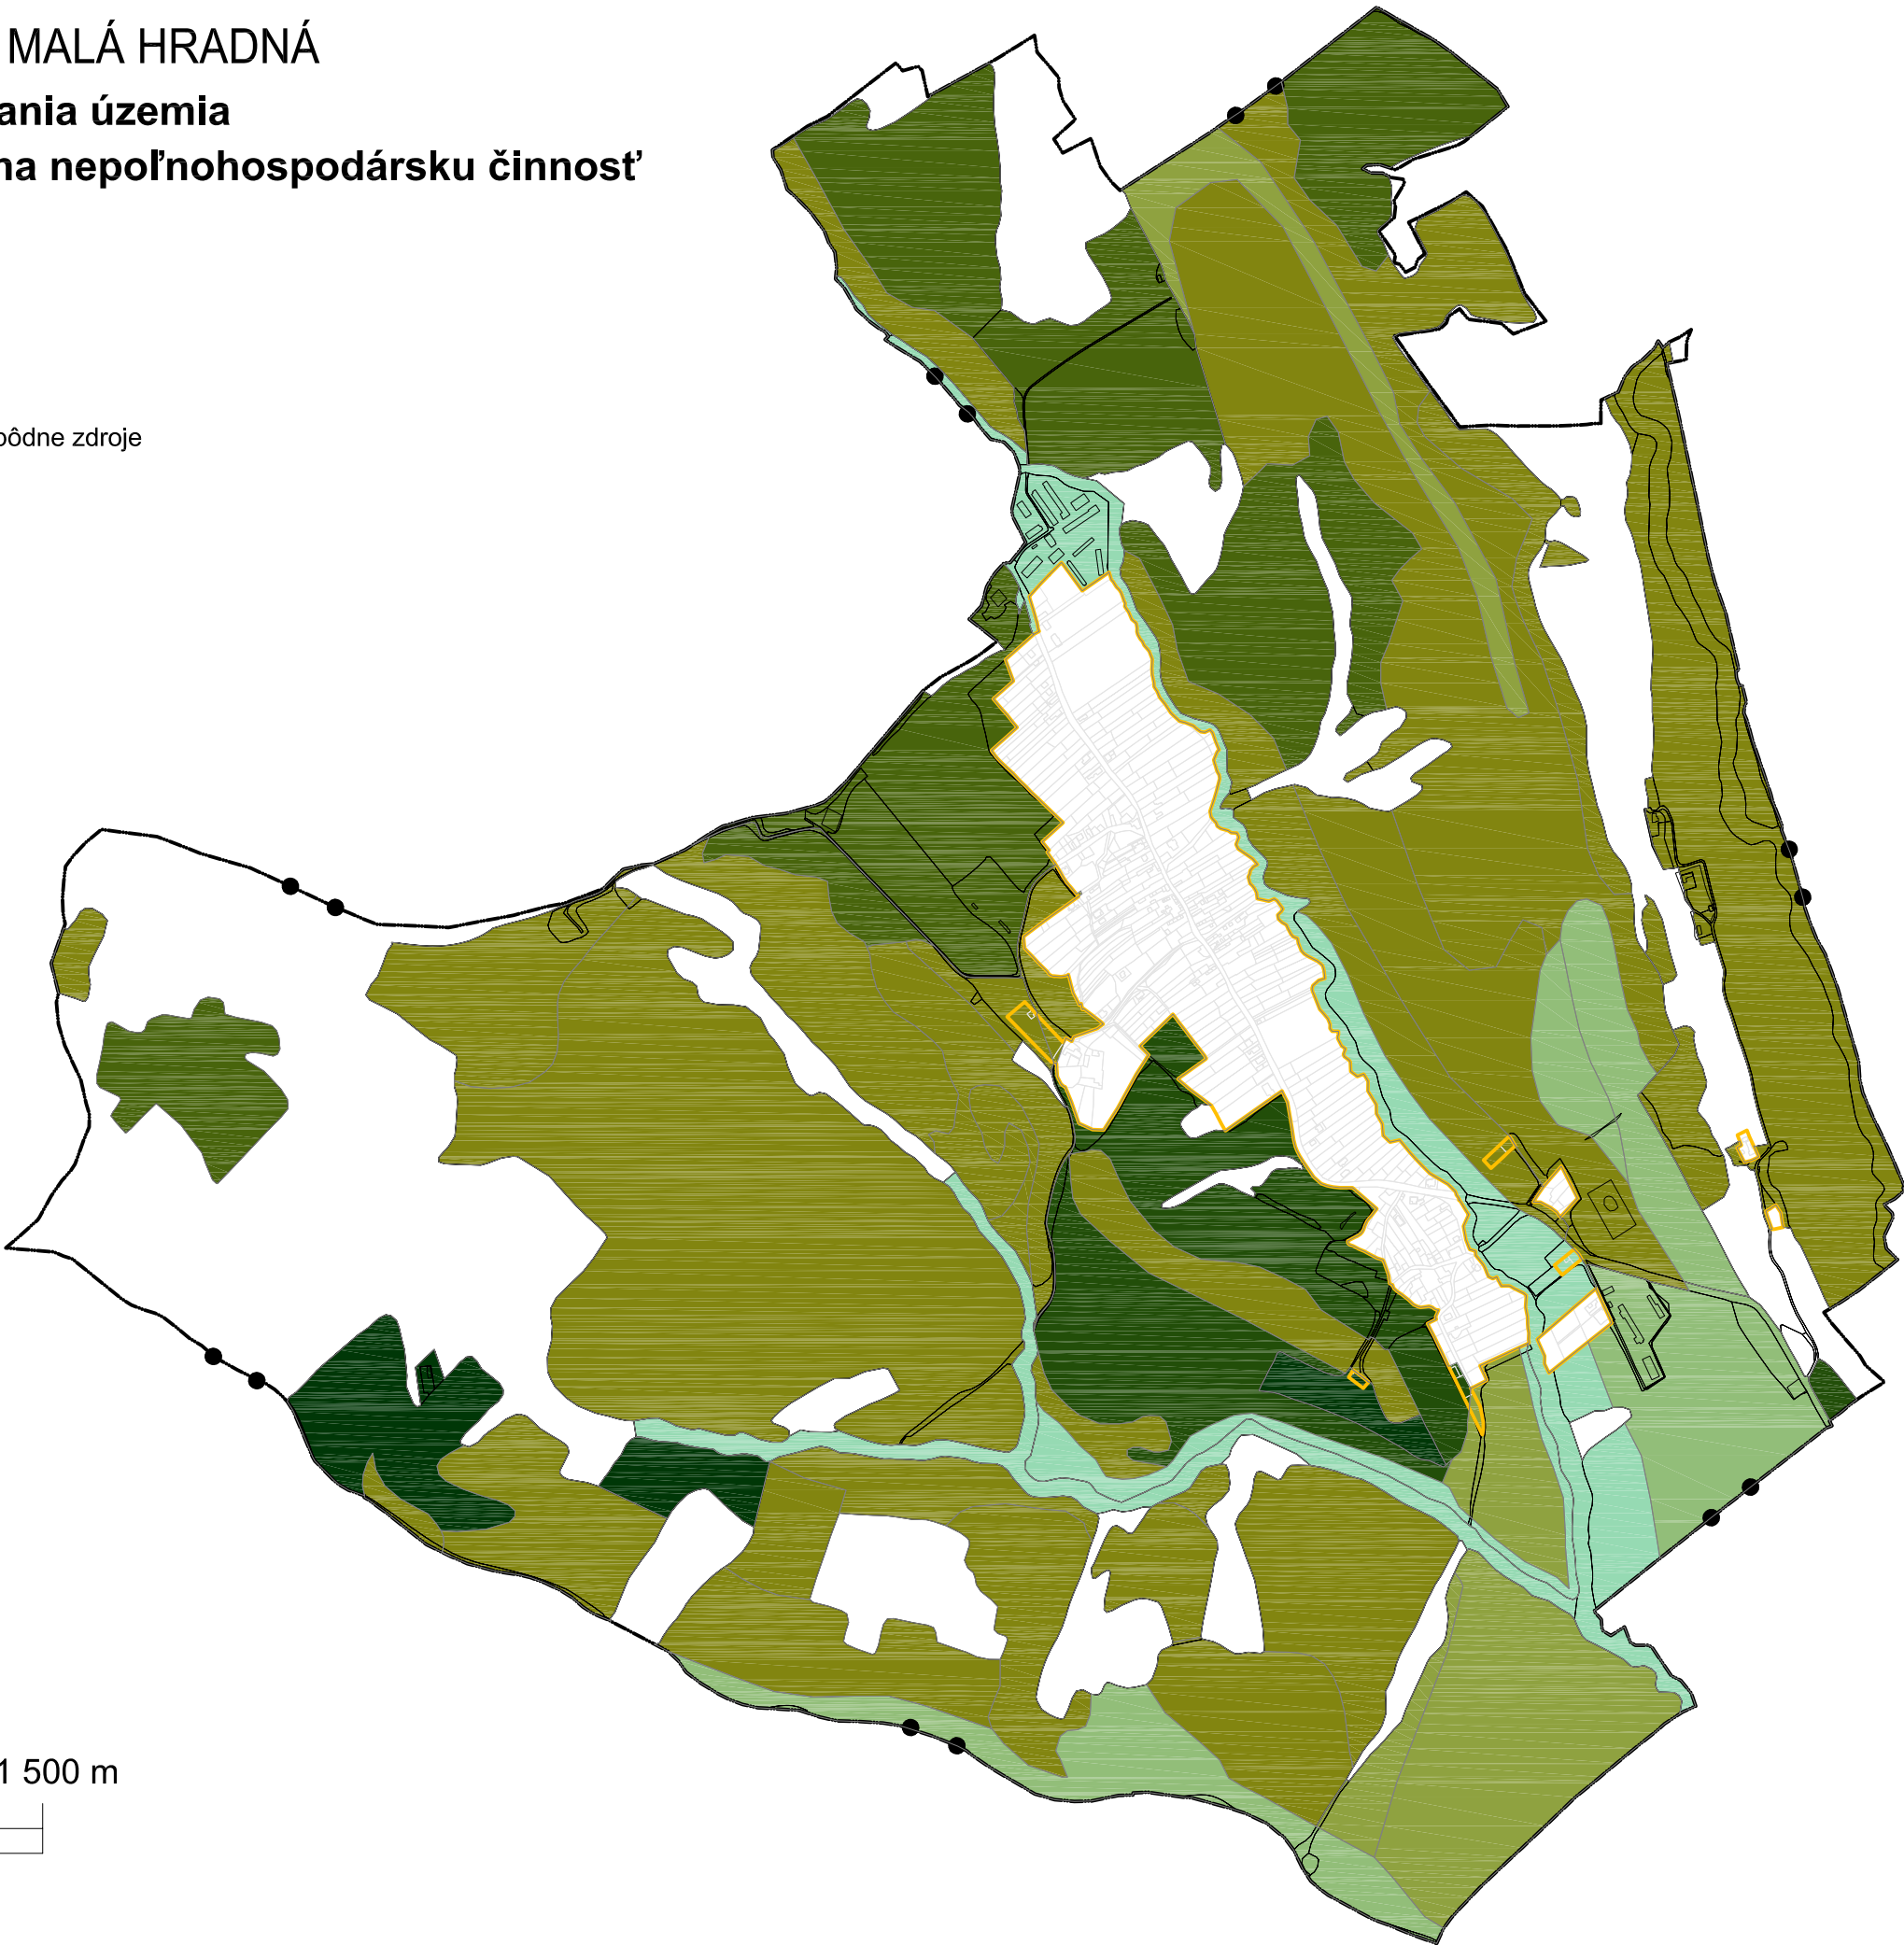 MALÁ HRADNÁ
ania územia
na nepoľnohospodársku činnosť
pôdne zdroje
1 500 m